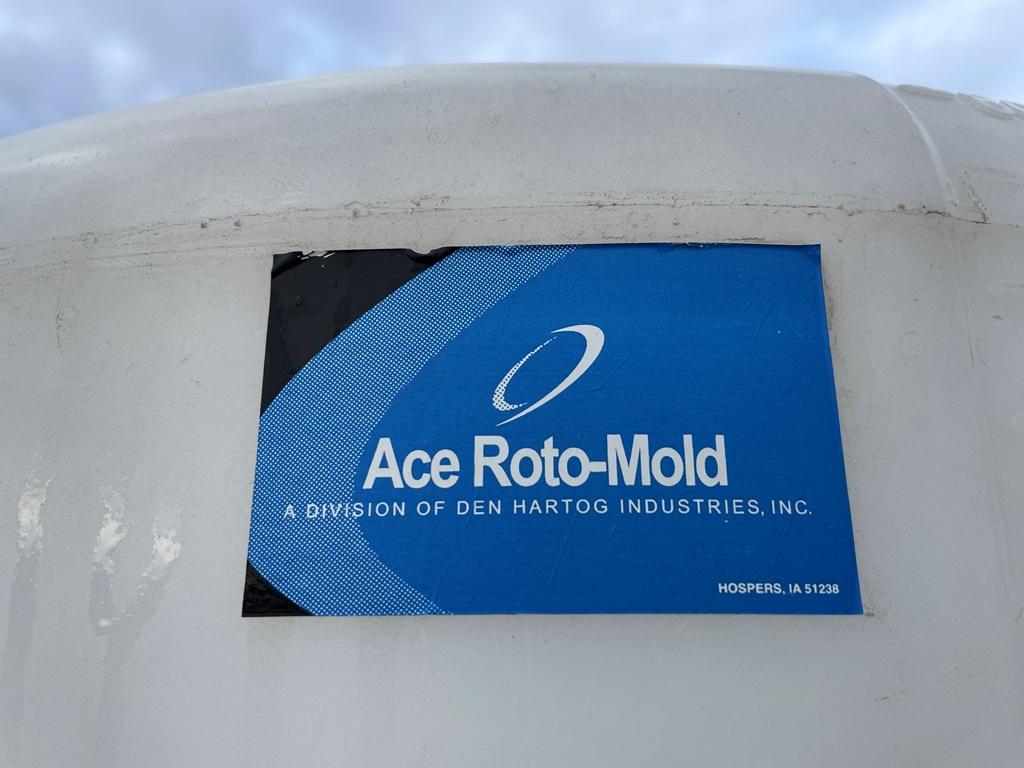 Ace Roto-Mold
A DIVISION OF DEN HARTOG INDUSTRIES, INC.
HOSPERS, IA 51238